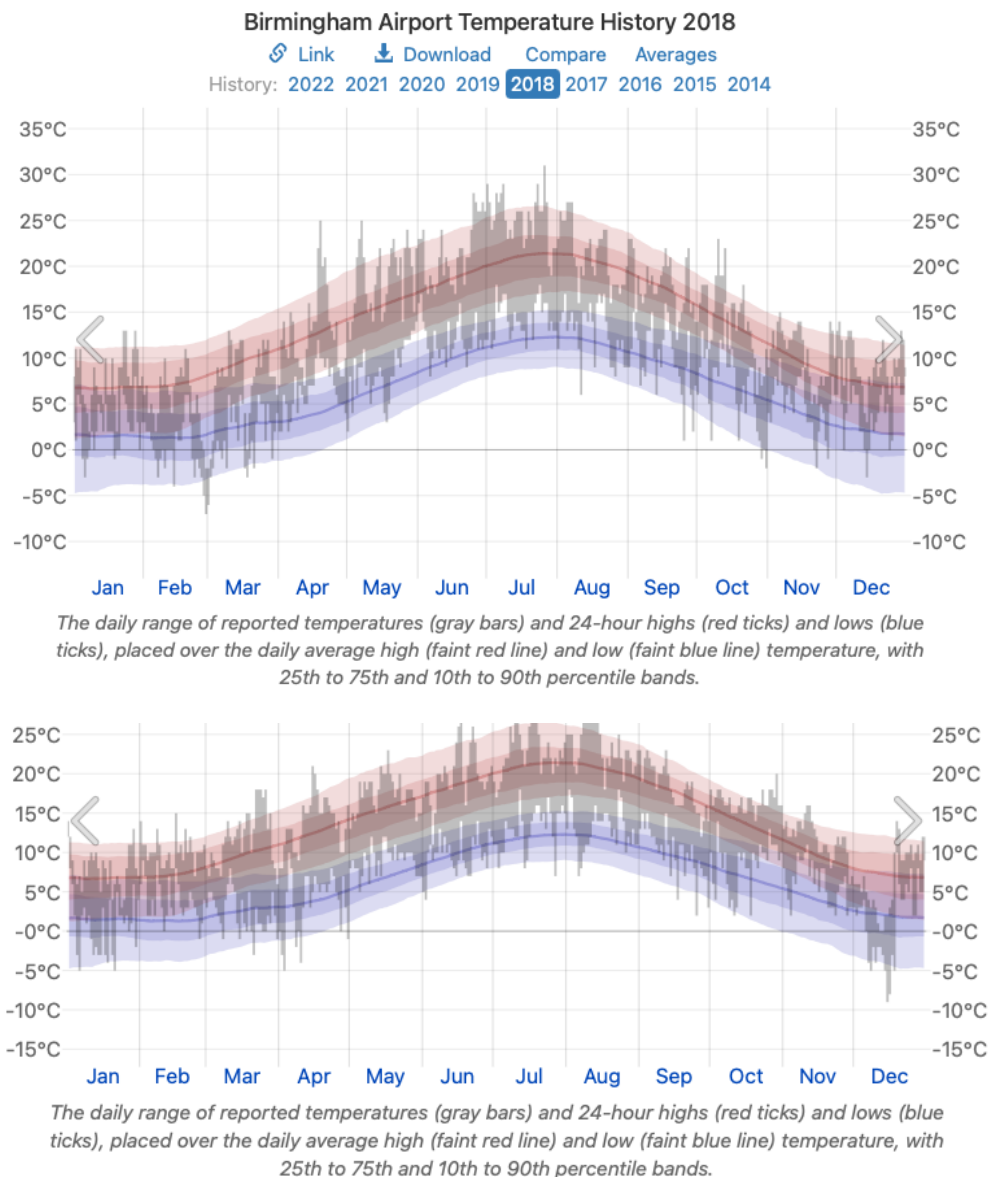 Birmingham Airport Temperature History 2018
Link Download Compare Averages
History: 2022 2021 2020 2019 2018 2017 2016 2015 2014
35°C 35°C
30°C 30°C
25°C 25°C
20°C 20°C
15°C 15°C
10°C 10°C
5°C 5°C
0°C 0°C
-5°C -5°C
-10°C -10°C
Jan Feb Mar Apr May Jun Jul Aug Sep Oct Nov Dec
The daily range of reported temperatures (gray bars) and 24-hour highs (red ticks) and lows (blue
ticks), placed over the daily average high (faint red line) and low (faint blue line) temperature, with
25th to 75th and 10th to 90th percentile bands.
25°C 25°C
20°C 20°C
15°C 15°C
10°C 10°C
5°C 5°C
-0°C -0°C
-5°C -5°C
-10°C -10°C
-15°C -15°C
Jan Feb Mar Apr May Jun Jul Aug Sep Oct Nov Dec
The daily range of reported temperatures (gray bars) and 24-hour highs (red ticks) and lows (blue
ticks), placed over the daily average high (faint red line) and low (faint blue line) temperature, with
25th to 75th and 10th to 90th percentile bands.